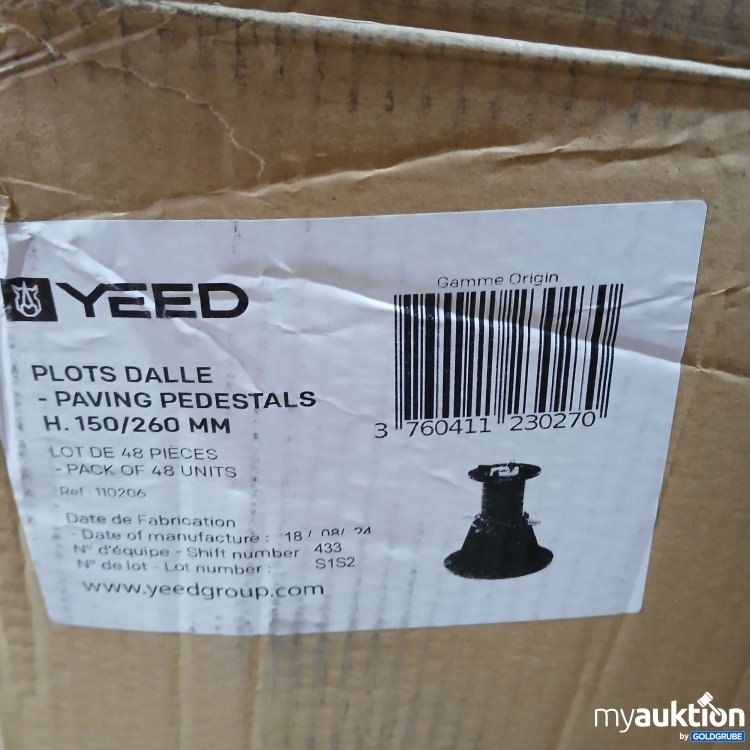 YEED
Gamme Origin
PLOTS DALLE
- PAVING PEDESTALS
H. 150/260 MM
3 760411 230270
LOT DE 48 PIÈCES
- PACK OF 48 UNITS
Ref : 110206
Date de Fabrication
- Date of manufacture : 18 / 08 / 24
N° d'équipe - Shift number 433
N° de lot - Lot number : S1S2
www.yeedgroup.com
myauktion
by GOLDGRUBE